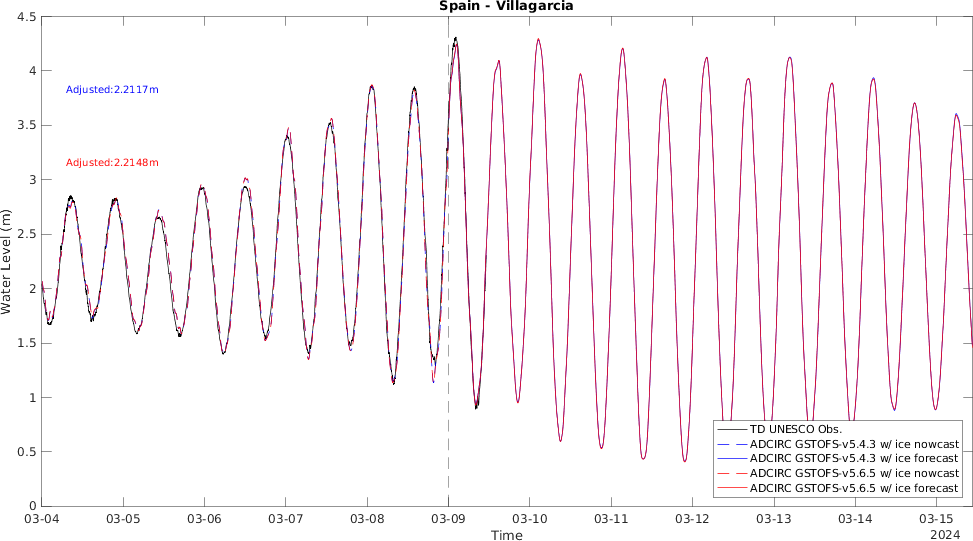 Spain - Villagarcia
4.5
4
3.5
3
2.5
2
1.5
1
0.5
0
Water Level (m)
Adjusted:2.2117m
Adjusted:2.2148m
TD UNESCO Obs.
ADCIRC GSTOFS-v5.4.3 w/ ice nowcast
ADCIRC GSTOFS-v5.4.3 w/ ice forecast
ADCIRC GSTOFS-v5.6.5 w/ ice nowcast
ADCIRC GSTOFS-v5.6.5 w/ ice forecast
03-04 03-05 03-06 03-07 03-08 03-09 03-10 03-11 03-12 03-13 03-14 03-15
Time
2024